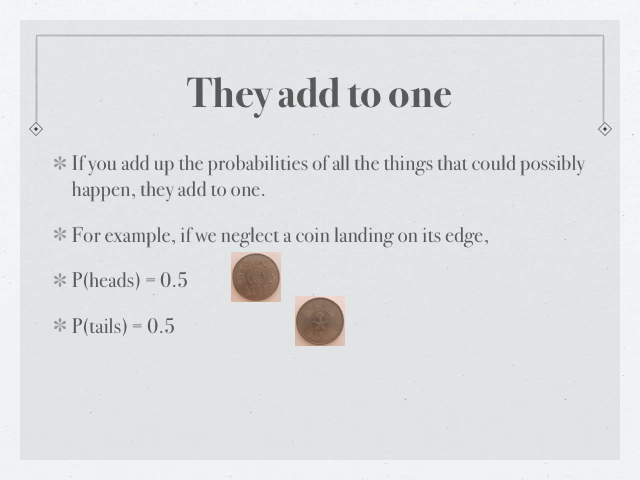 They add to one
✻ If you add up the probabilities of all the things that could possibly
happen, they add to one.
✻ For example, if we neglect a coin landing on its edge,
✻ P(heads) = 0.5
✻ P(tails) = 0.5